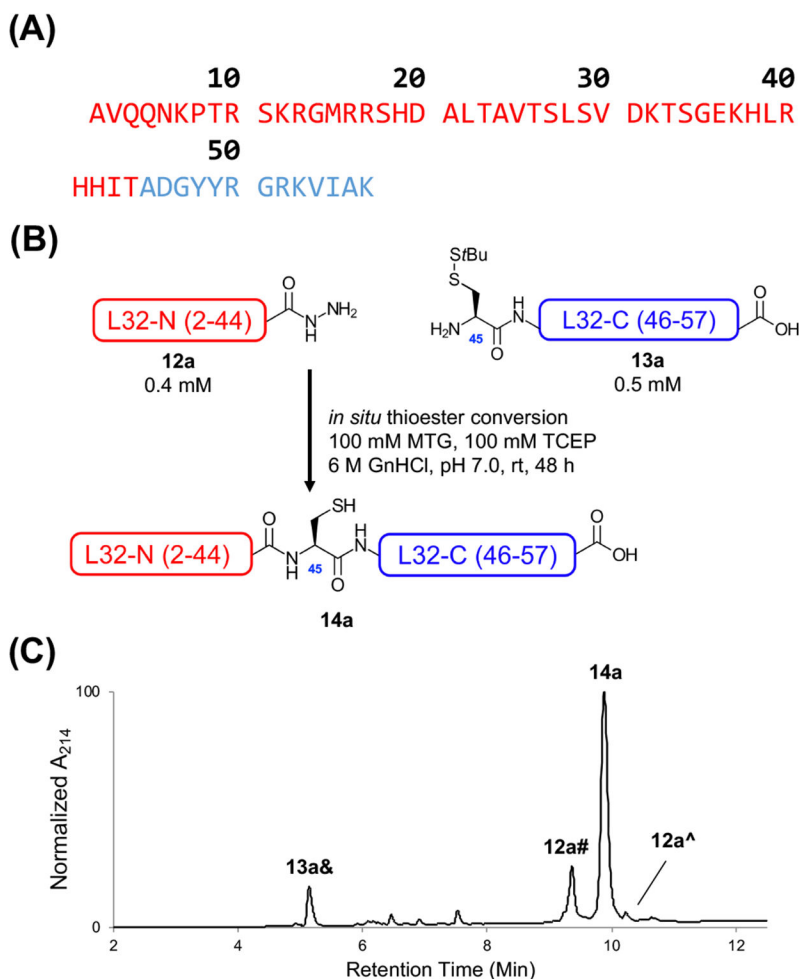 (A)
10 20 30 40
AVQQNKPTR SKRGMRRSHD ALTAVTSLSV DKTSGEKHLR
50
HHITADGYYR GRKVIAK
(B)
StBu
S
O
NH2
N
H
L32-N (2-44)
12a
0.4 mM
H2N
45
O
H
N
L32-C (46-57)
O
OH
13a
0.5 mM
in situ thioester conversion
100 mM MTG, 100 mM TCEP
6 M GnHCl, pH 7.0, rt, 48 h
SH
L32-N (2-44)
O
N
H
45
O
H
N
L32-C (46-57)
O
OH
14a
(C)
100
0
Normalized A214
13a&
12a#
14a
12a^
2 4 6 8 10 12
Retention Time (Min)